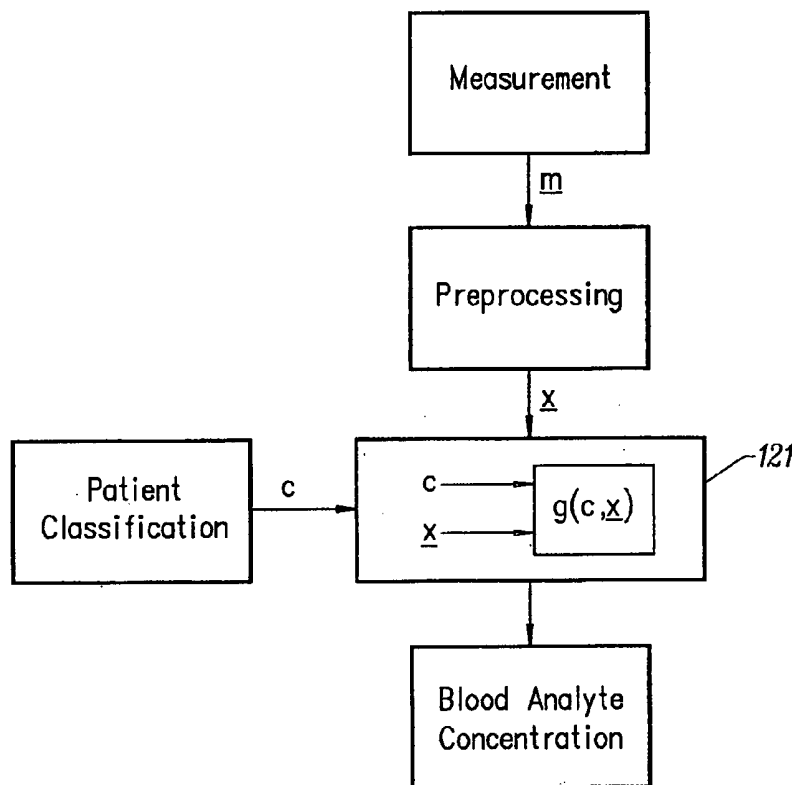 Measurement
m
Preprocessing
x
Patient
Classification
c
c
x
g(c,x)
121
Blood Analyte
Concentration